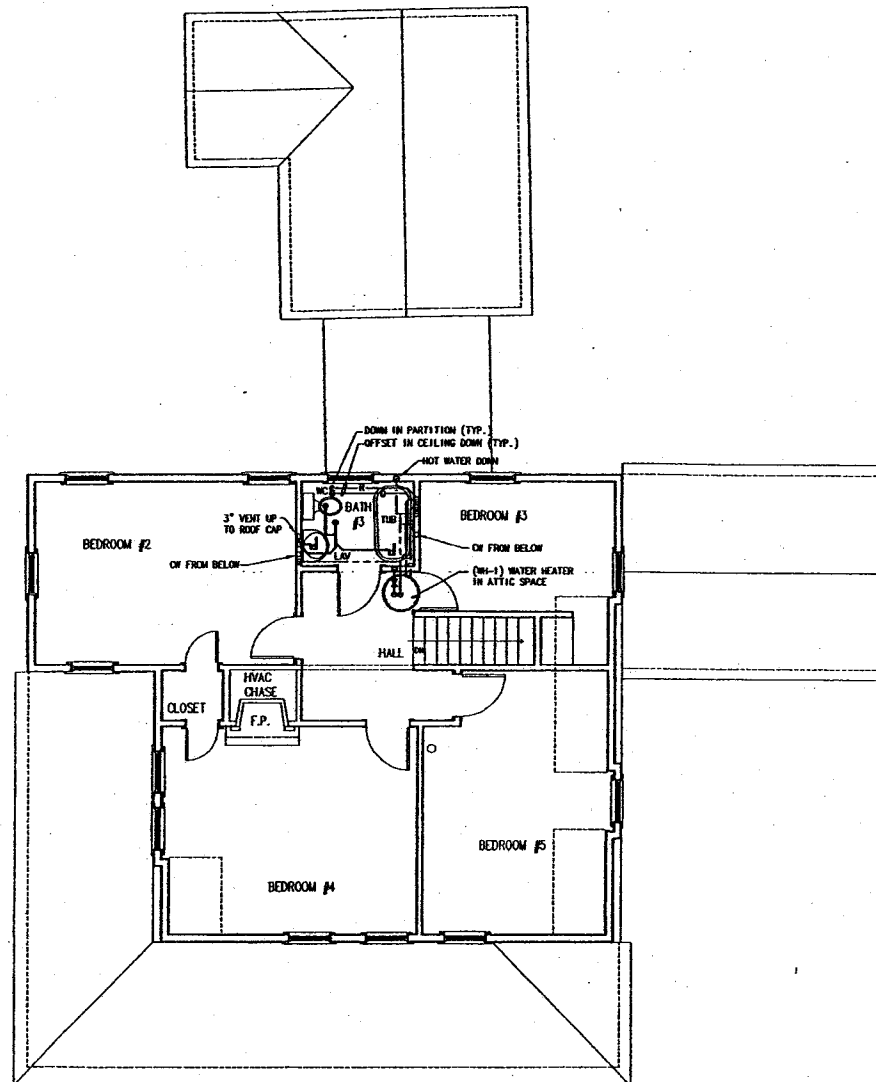 DOWN IN PARTITION (TYP.)
OFFSET IN CEILING DOWN (TYP.)
HOT WATER DOWN
WC
BATH
#3
TUB
LAV
3" VENT UP
TO ROOF CAP
CW FROM BELOW
BEDROOM #2
BEDROOM #3
CW FROM BELOW
(WH-1) WATER HEATER
IN ATTIC SPACE
HALL
DN
HVAC
CHASE
CLOSET
F.P.
BEDROOM #5
BEDROOM #4